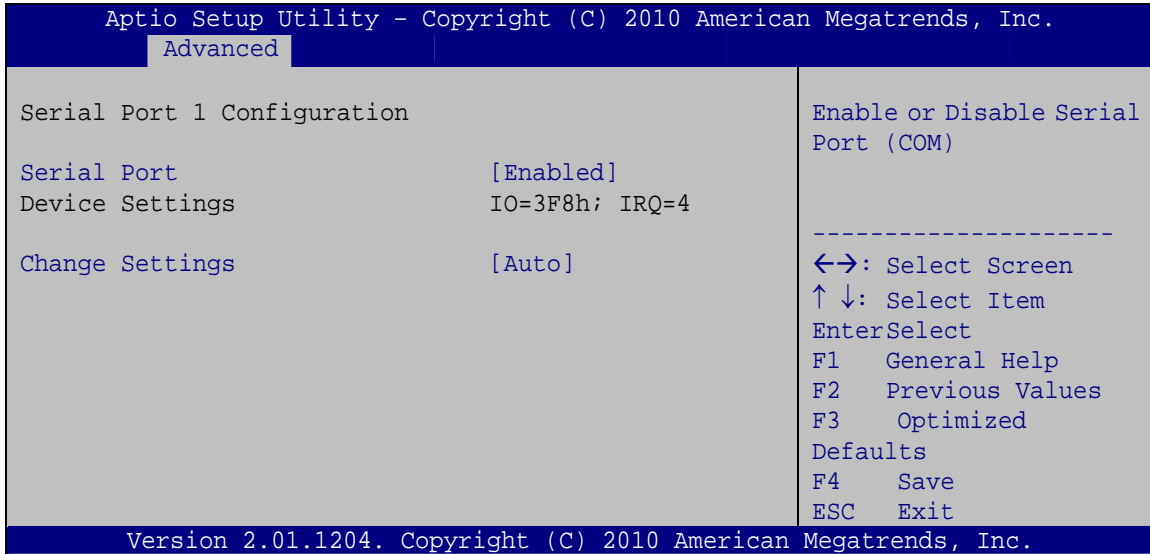 Aptio Setup Utility – Copyright (C) 2010 American Megatrends, Inc.
Advanced
Serial Port 1 Configuration
Serial Port [Enabled]
Device Settings IO=3F8h; IRQ=4
Change Settings [Auto]
Enable or Disable Serial
Port (COM)
---------------------
←→: Select Screen
↑ ↓: Select Item
EnterSelect
F1 General Help
F2 Previous Values
F3 Optimized
Defaults
F4 Save
ESC Exit
Version 2.01.1204. Copyright (C) 2010 American Megatrends, Inc.